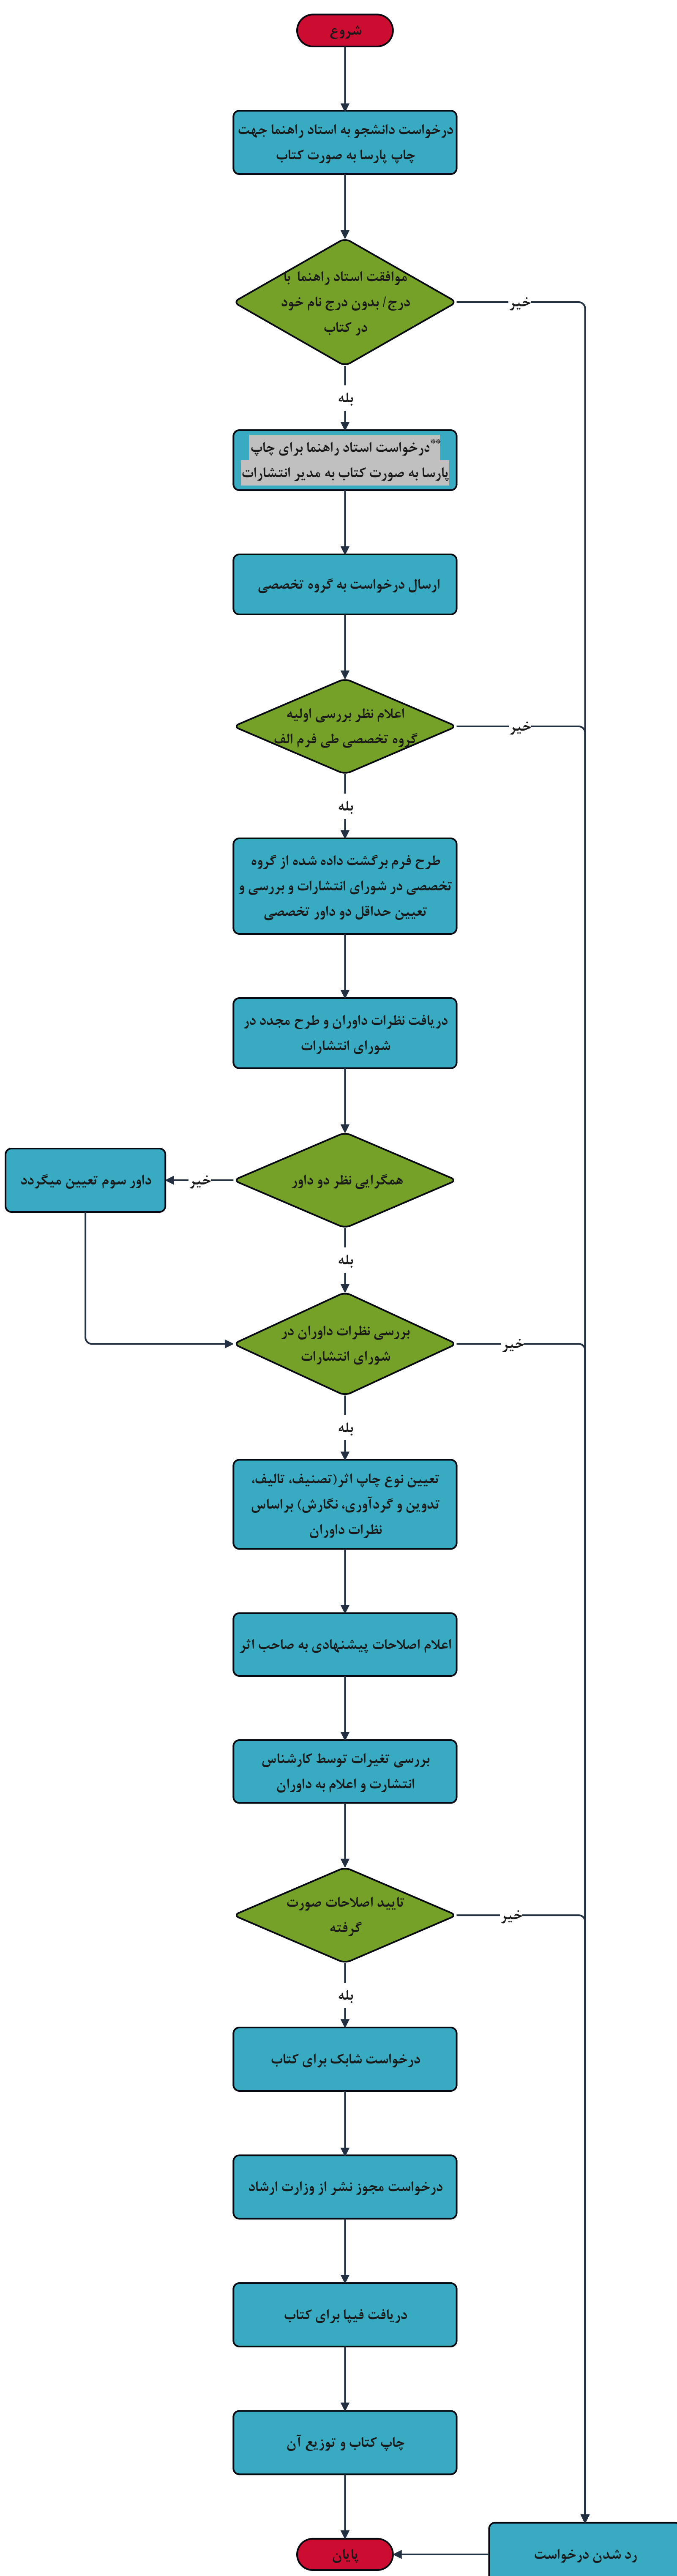 شروع
درخواست دانشجو به استاد راهنما جهت
چاپ پارسا به صورت کتاب
موافقت استاد راهنما با
درج/ بدون درج نام خود
در کتاب
خیر
بله
**درخواست استاد راهنما برای چاپ
پارسا به صورت کتاب به مدیر انتشارات
ارسال درخواست به گروه تخصصی
اعلام نظر بررسی اولیه
گروه تخصصی طی فرم الف
خیر
بله
طرح فرم برگشت داده شده از گروه
تخصصی در شورای انتشارات و بررسی و
تعیین حداقل دو داور تخصصی
دریافت نظرات داوران و طرح مجدد در
شورای انتشارات
همگرایی نظر دو داور
خیر
داور سوم تعیین میگردد
بله
بررسی نظرات داوران در
شورای انتشارات
خیر
بله
تعیین نوع چاپ اثر(تصنیف، تالیف،
تدوین و گردآوری، نگارش) براساس
نظرات داوران
اعلام اصلاحات پیشنهادی به صاحب اثر
بررسی تغیرات توسط کارشناس
انتشارت و اعلام به داوران
تایید اصلاحات صورت
گرفته
خیر
بله
درخواست شابک برای کتاب
درخواست مجوز نشر از وزارت ارشاد
دریافت فیپا برای کتاب
چاپ کتاب و توزیع آن
رد شدن درخواست
پایان